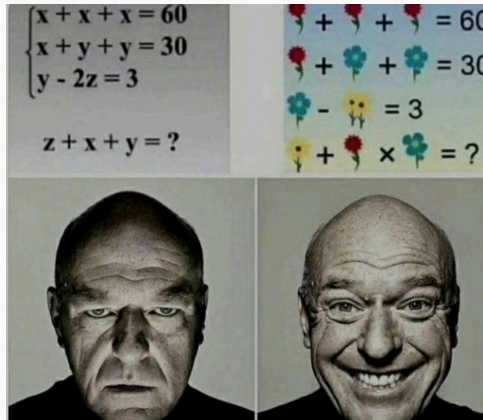 x + x + x = 60
x + y + y = 30
y - 2z = 3
z + x + y = ?
+ + = 60
+ + = 30
- = 3
+ × = ?